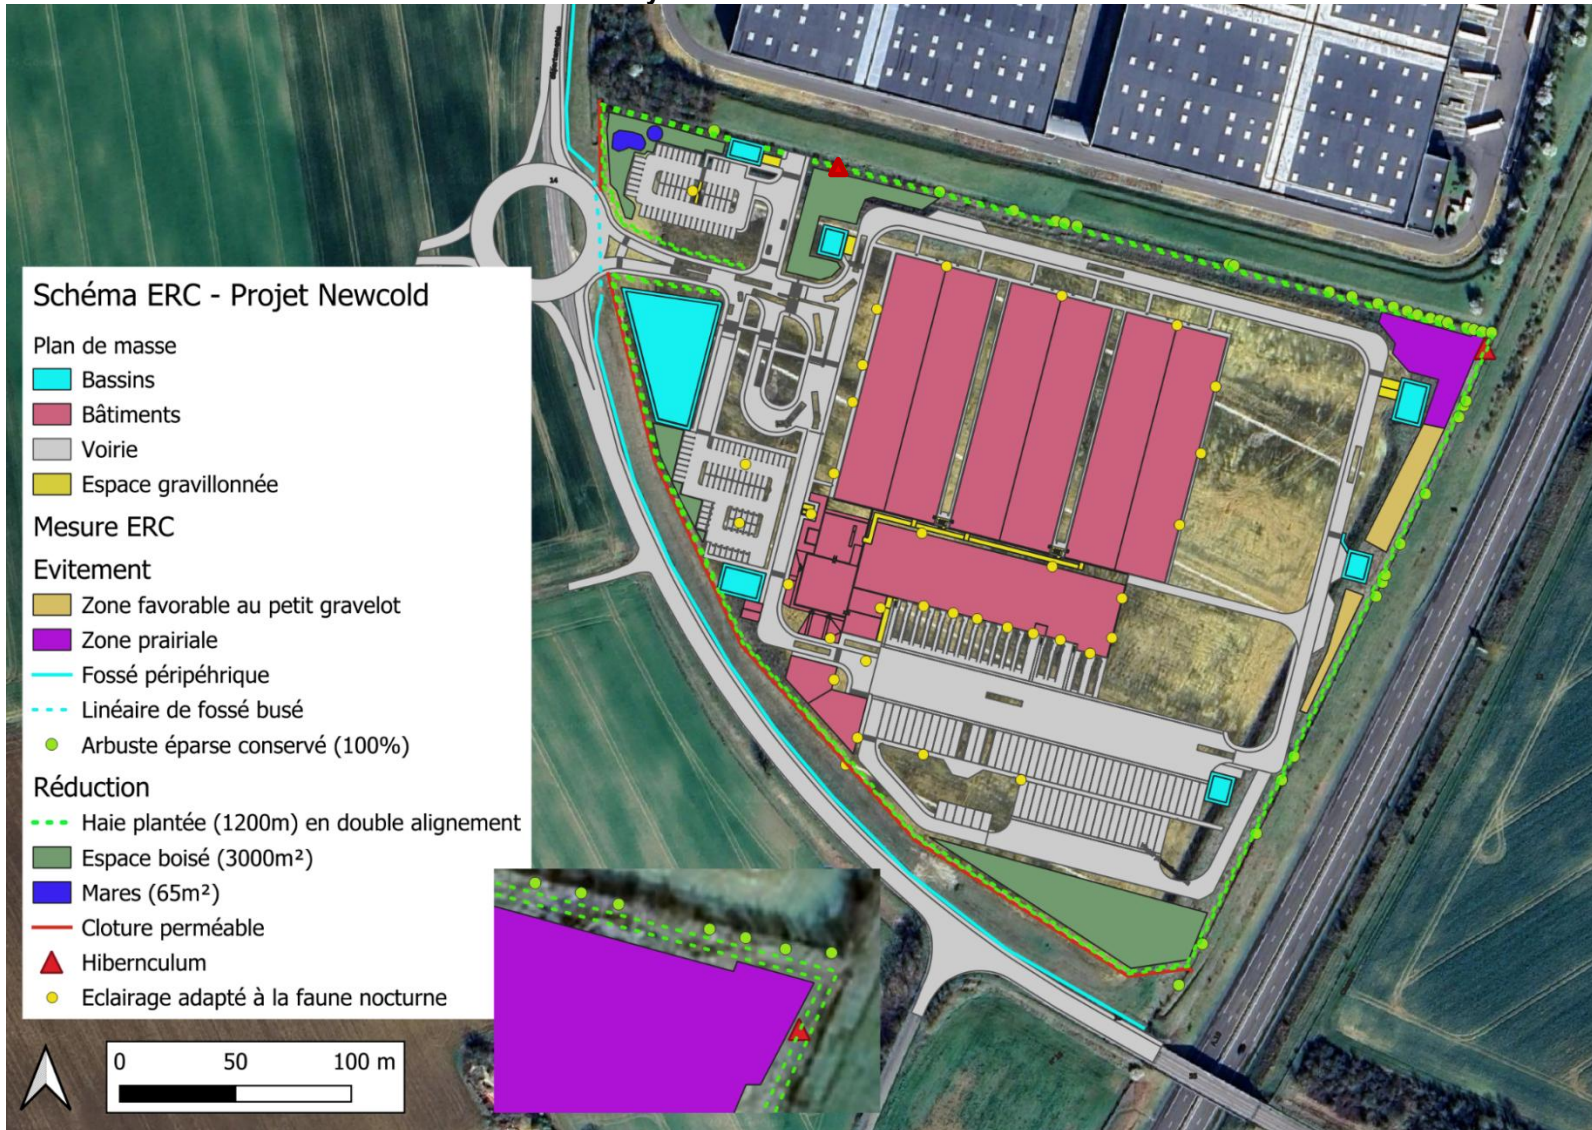 14
Schéma ERC - Projet Newcold
Plan de masse
Bassins
Bâtiments
Voirie
Espace gravillonnée
Mesure ERC
Evitement
Zone favorable au petit gravelot
Zone prairiale
Fossé péripéhrique
Linéaire de fossé busé
Arbuste éparse conservé (100%)
Réduction
Haie plantée (1200m) en double alignement
Espace boisé (3000m²)
Mares (65m²)
Cloture perméable
Hibernculum
Eclairage adapté à la faune nocturne
0 50 100 m